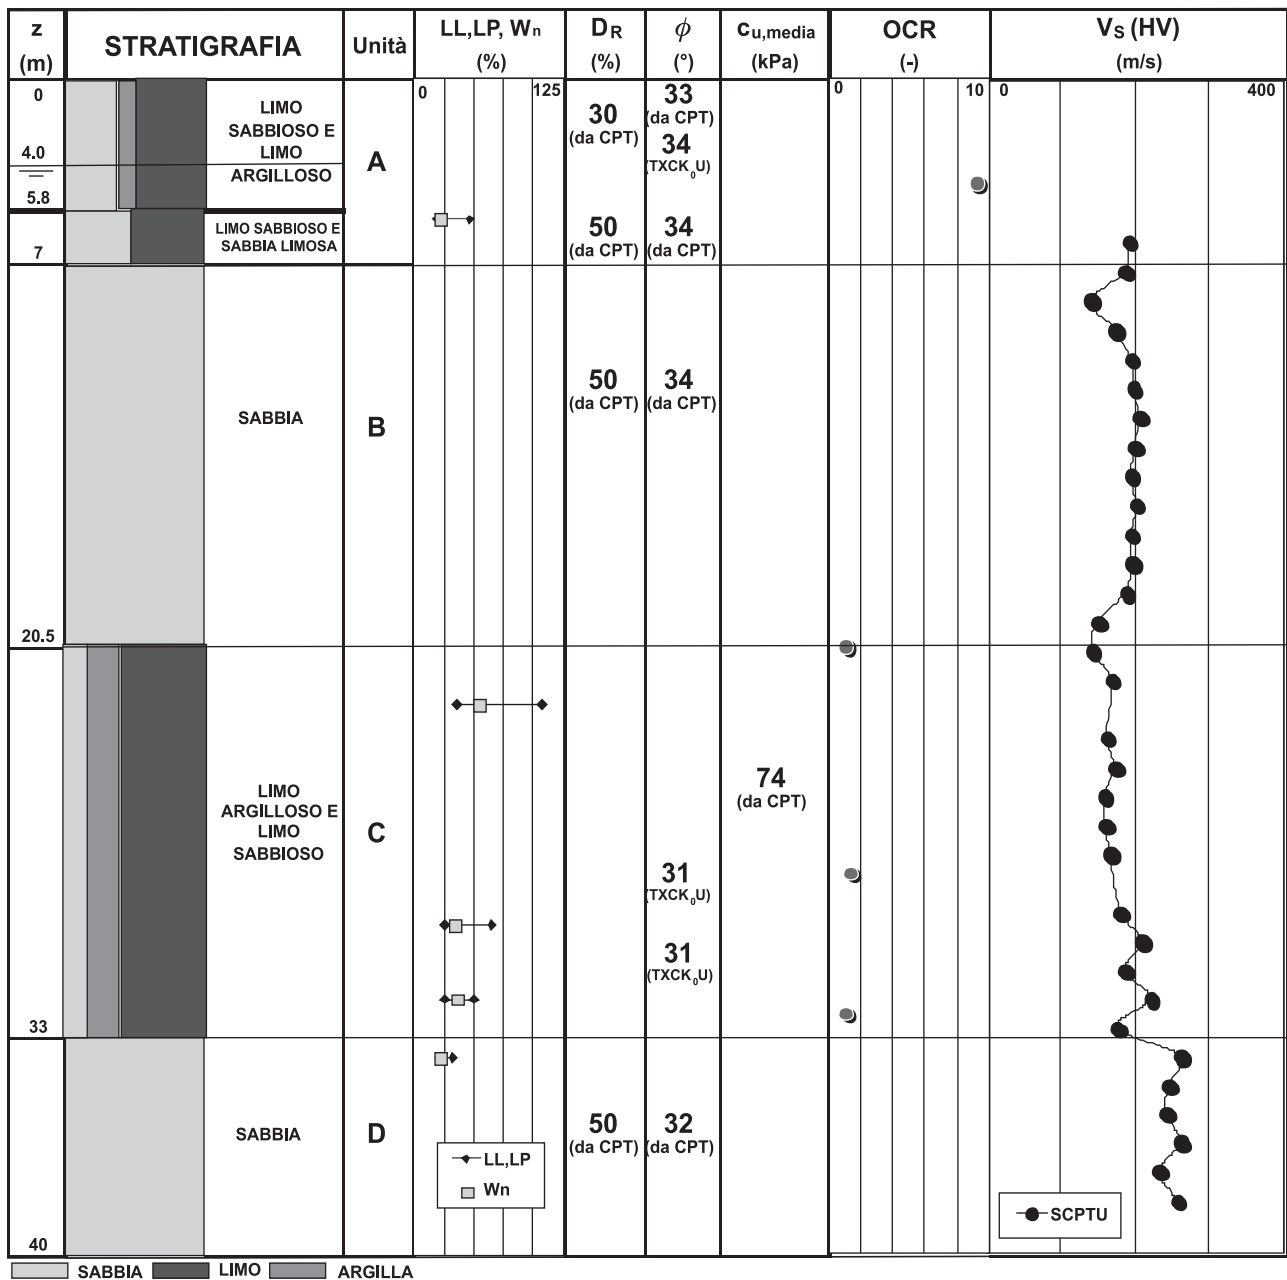 z
(m)
STRATIGRAFIA
Unità
LL,LP, Wn
(%)
DR
(%)
ϕ
(°)
cu,media
(kPa)
OCR
(-)
VS (HV)
(m/s)
0
4.0
5.8
7
20.5
33
40
LIMO
SABBIOSO E
LIMO
ARGILLOSO
LIMO SABBIOSO E
SABBIA LIMOSA
A
0 125
30
(da CPT)
33
(da CPT)
34
(TXCK0U)
50
(da CPT)
34
(da CPT)
0 10
0 400
SABBIA
B
50
(da CPT)
34
(da CPT)
LIMO
ARGILLOSO E
LIMO
SABBIOSO
C
74
(da CPT)
31
(TXCK0U)
31
(TXCK0U)
SABBIA
D
50
(da CPT)
32
(da CPT)
LL,LP
Wn
SCPTU
SABBIA LIMO ARGILLA